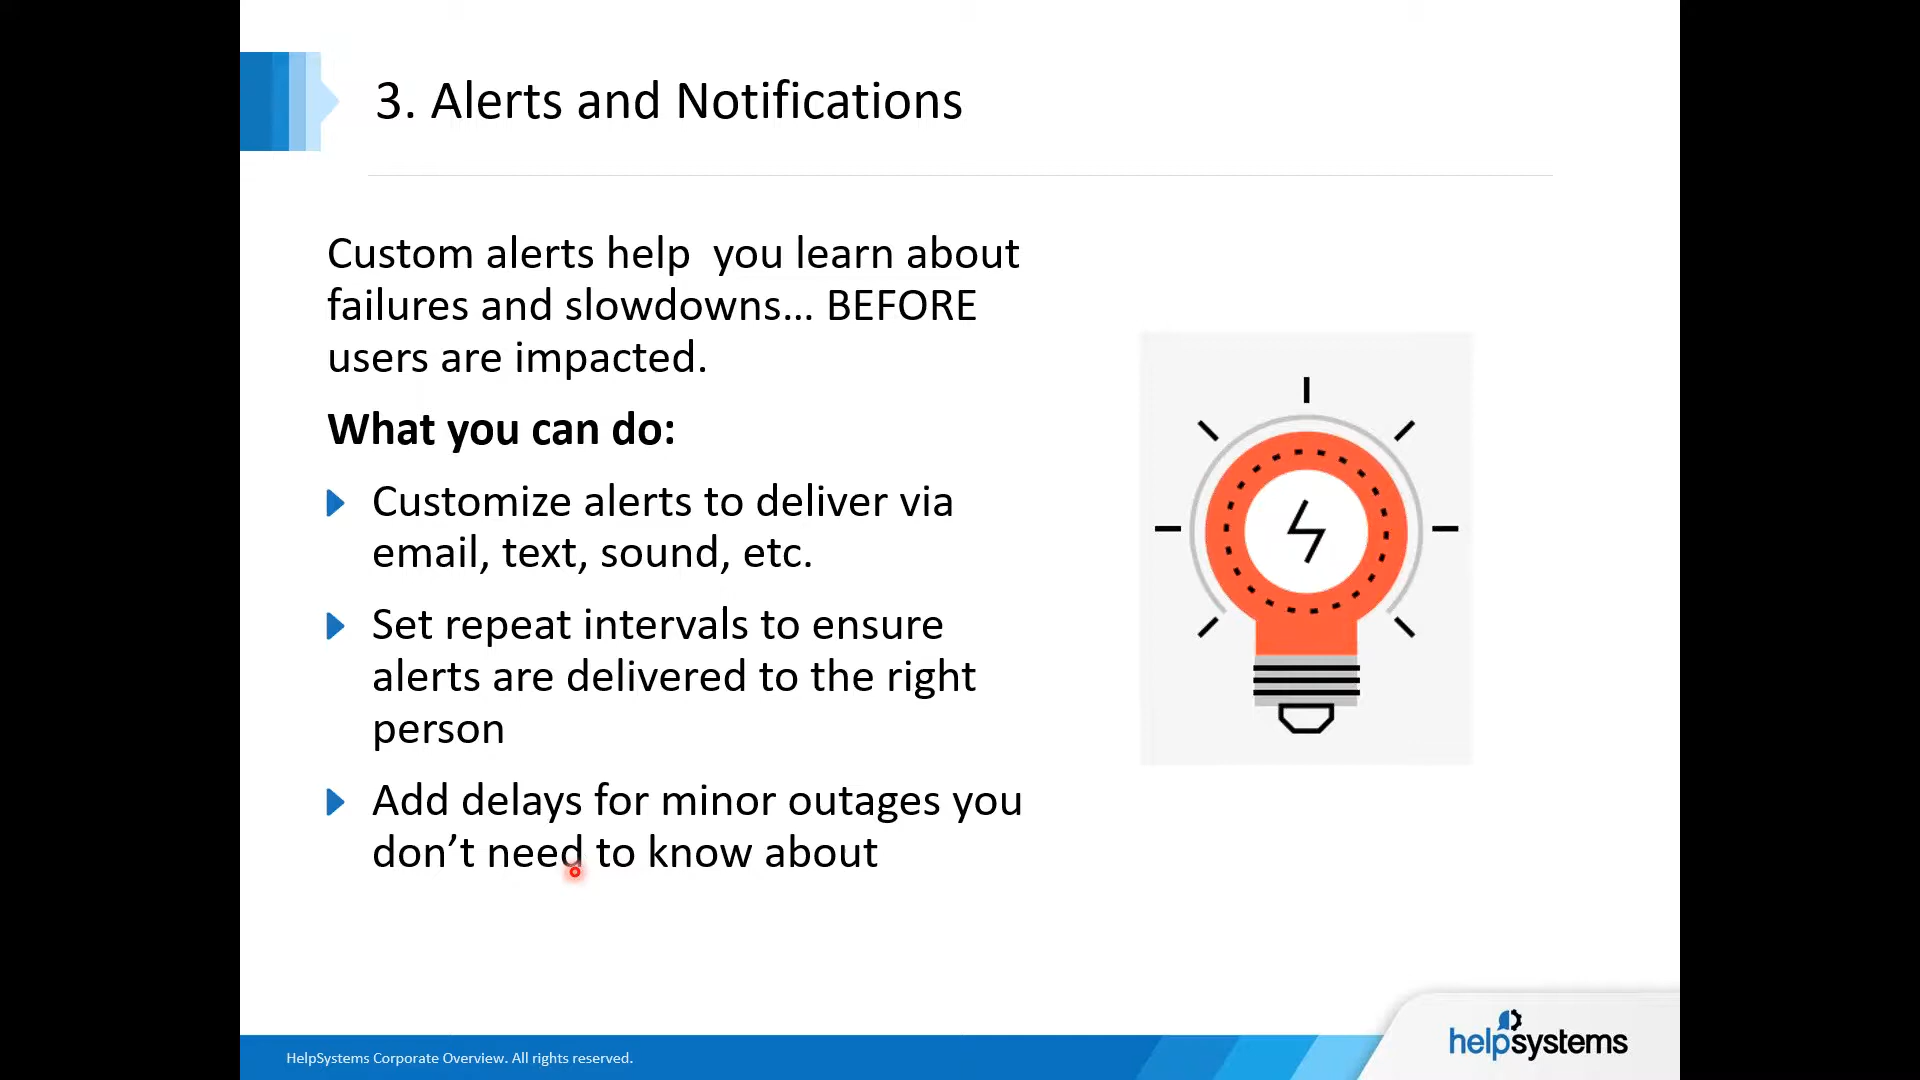 3. Alerts and Notifications
Custom alerts help  you learn about
failures and slowdowns... BEFORE
users are impacted.
What you can do:
Customize alerts to deliver via
email, text, sound, etc.
Set repeat intervals to ensure
alerts are delivered to the right
person
Add delays for minor outages you
don’t need to know about
HelpSystems Corporate Overview. All rights reserved.
helpsystems